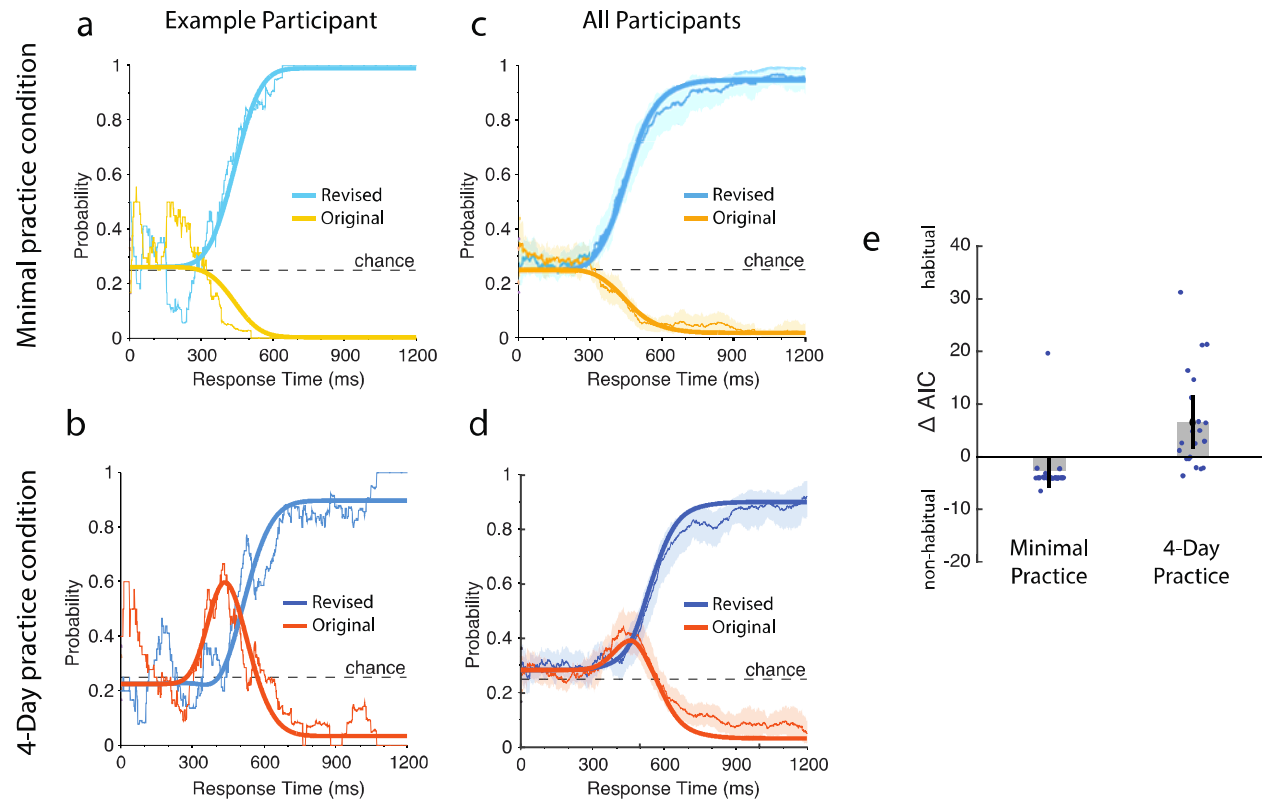 a
Example Participant
c
All Participants
Mnimal practice condition
Probability
1
0.8
0.6
0.4
0.2
0
Revised
Original
chance
0
300
600
900
1200
Response Time (ms)
Probability
1
0.8
0.6
0.4
0.2
0
Revised
Original
chance
0
300
600
900
1200
Response Time (ms)
b
d
4-Day practice condition
Probability
1
0.8
0.6
0.4
0.2
0
Revised
Original
chance
0
300
600
900
1200
Response Time (ms)
Probability
1
0.8
0.6
0.4
0.2
0
Revised
Original
chance
0
300
600
900
1200
Response Time (ms)
e
habitual
Δ AIC
non-habitual
40
30
20
10
0
-10
-20
Minimal
Practice
4-Day
Practice